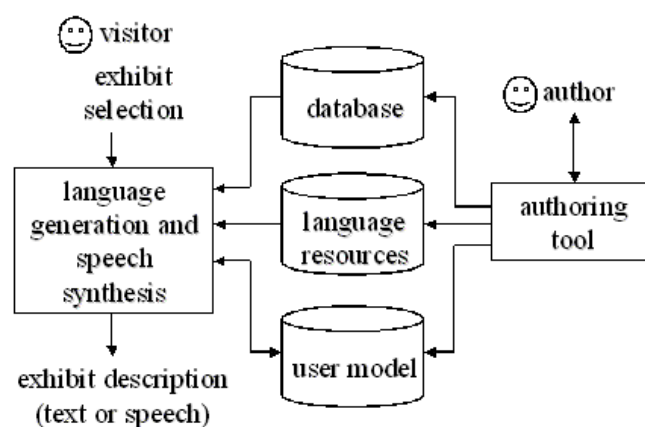 visitor
exhibit
selection
language
generation and
speech
synthesis
exhibit description
(text or speech)
database
language
resources
user model
author
authoring
tool